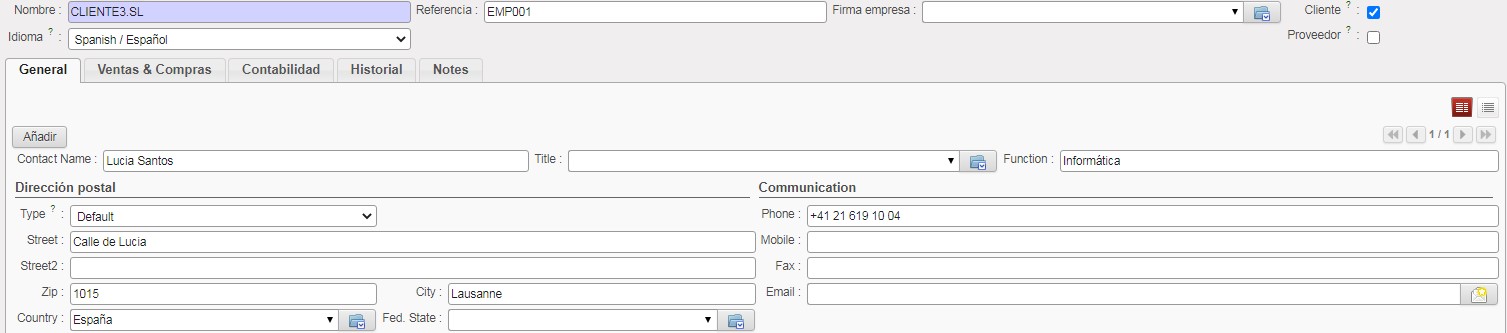 Nombre : CLIENTE3.SL Referencia : EMP001 Firma empresa : Cliente ? :
Idioma ? : Spanish / Español Proveedor ? :
General Ventas & Compras Contabilidad Historial Notes
Añadir 1 / 1
Contact Name : Lucia Santos Title : Function : Informática
Dirección postal Communication
Type ? : Default Phone : +41 21 619 10 04
Street : Calle de Lucia Mobile :
Street2 : Fax :
Zip : 1015 City : Lausanne Email :
Country : España Fed. State :